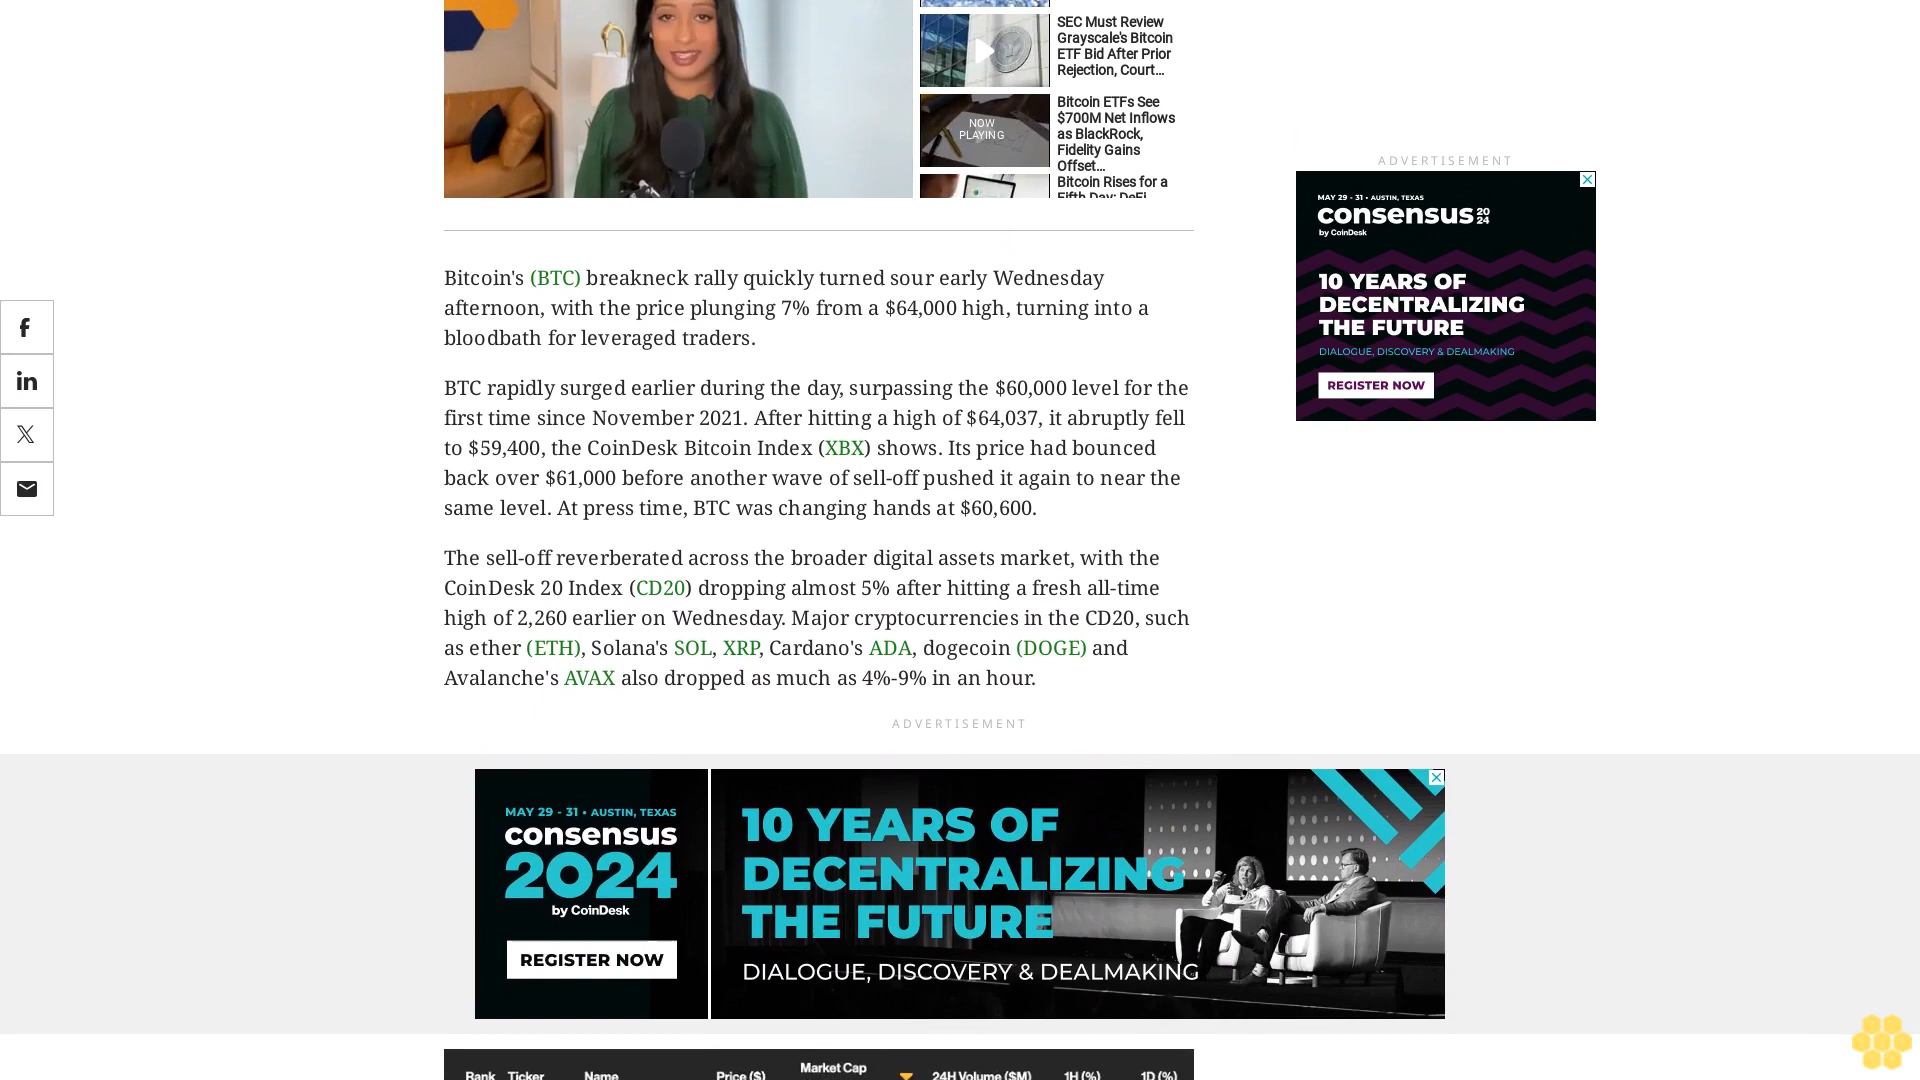 SEC Must Review
Grayscale's Bitcoin
ETF Bid After Prior
Rejection, Court...
NOW
PLAYING
Bitcoin ETFs See
$700M Net Inflows
as BlackRock,
Fidelity Gains
Offset...
Bitcoin Rises for a
Fifth Day; DeFi
ADVERTISEMENT
MAY 29 - 31 • AUSTIN, TEXAS
consensus 2024
by CoinDesk
10 YEARS OF
DECENTRALIZING
THE FUTURE
DIALOGUE, DISCOVERY & DEALMAKING
REGISTER NOW
Bitcoin's (BTC) breakneck rally quickly turned sour early Wednesday
afternoon, with the price plunging 7% from a $64,000 high, turning into a
bloodbath for leveraged traders.
BTC rapidly surged earlier during the day, surpassing the $60,000 level for the
first time since November 2021. After hitting a high of $64,037, it abruptly fell
to $59,400, the CoinDesk Bitcoin Index (XBX) shows. Its price had bounced
back over $61,000 before another wave of sell-off pushed it again to near the
same level. At press time, BTC was changing hands at $60,600.
The sell-off reverberated across the broader digital assets market, with the
CoinDesk 20 Index (CD20) dropping almost 5% after hitting a fresh all-time
high of 2,260 earlier on Wednesday. Major cryptocurrencies in the CD20, such
as ether (ETH), Solana's SOL, XRP, Cardano's ADA, dogecoin (DOGE) and
Avalanche's AVAX also dropped as much as 4%-9% in an hour.
ADVERTISEMENT
MAY 29 - 31 • AUSTIN, TEXAS
consensus
2024
by CoinDesk
REGISTER NOW
10 YEARS OF
DECENTRALIZING
THE FUTURE
DIALOGUE, DISCOVERY & DEALMAKING
Rank Ticker Name Price ($) Market Cap 24H Volume ($M) 1H (%) 1D (%)